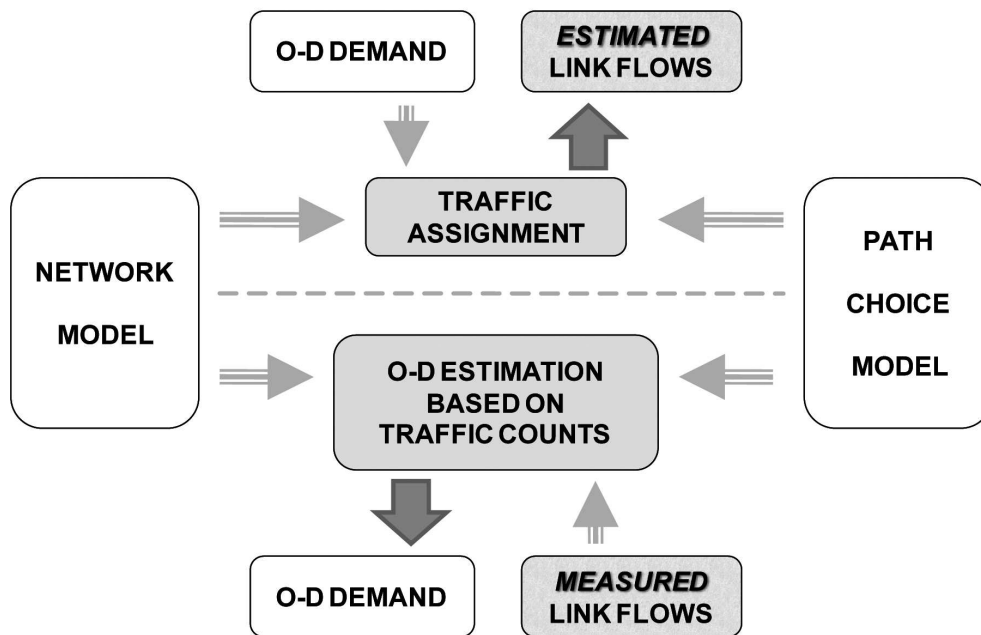 O-D DEMAND
ESTIMATED
LINK FLOWS
TRAFFIC
ASSIGNMENT
NETWORK
MODEL
PATH
CHOICE
MODEL
O-D ESTIMATION
BASED ON
TRAFFIC COUNTS
O-D DEMAND
MEASURED
LINK FLOWS